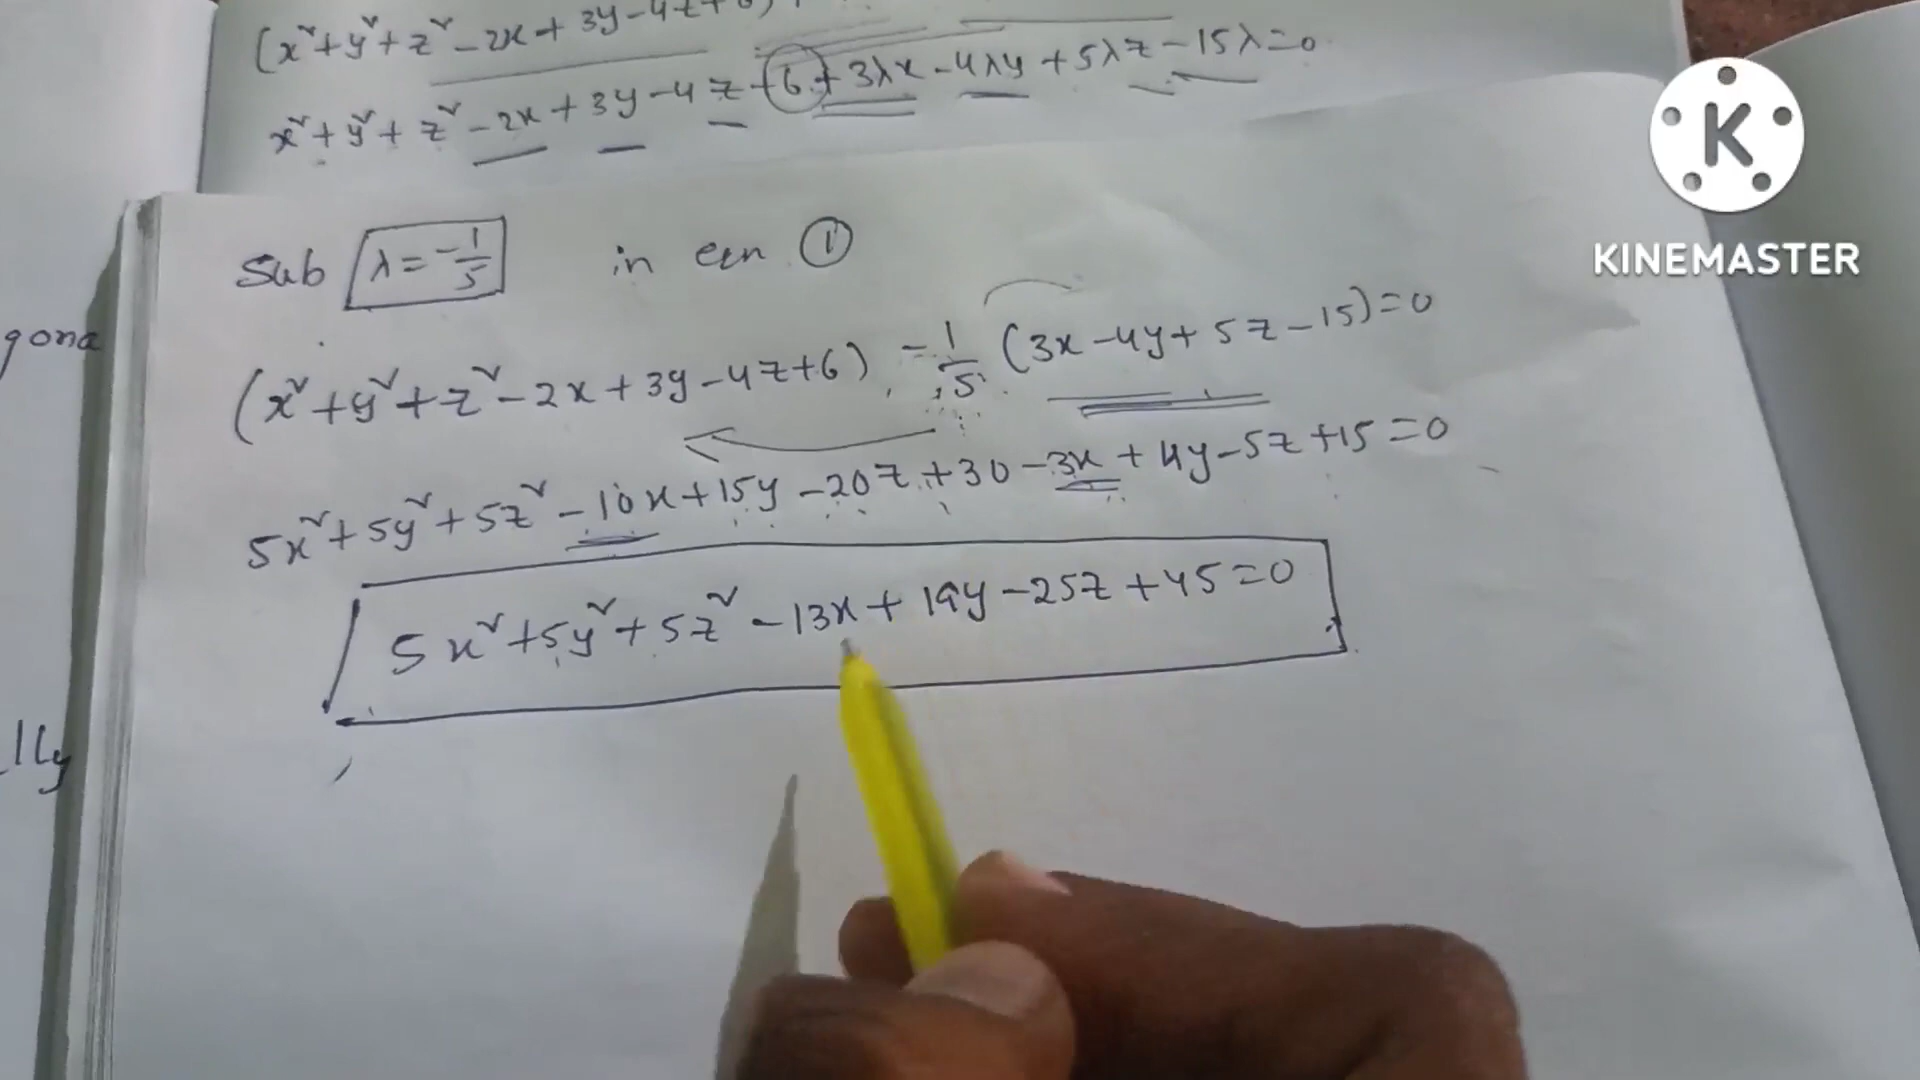 (x²+y²+z²-2x+3y-4z+6)
x²+y²+z²-2x+3y-4z+6+3λx-4λy+5λz-15λ=0
K
KINEMASTER
Sub λ=-1/5 in eqn ①
gona
(x²+y²+z²-2x+3y-4z+6) -1/5 (3x-4y+5z-15)=0
5x²+5y²+5z²-10x+15y-20z+30-3x+4y-5z+15=0
5x²+5y²+5z²-13x+19y-25z+45=0
lly